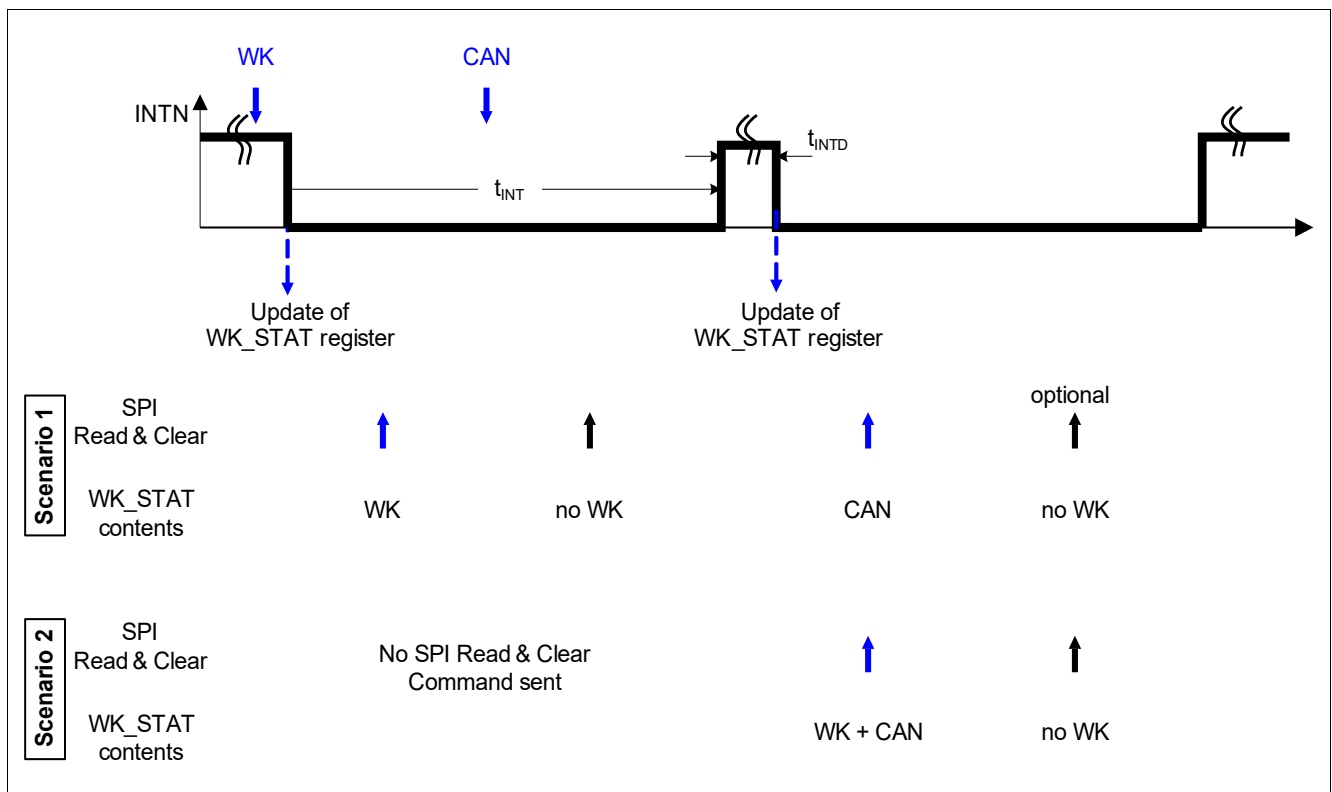 WK
CAN
INTN
tINTD
tINT
Update of
WK_STAT register
Update of
WK_STAT register
Scenario 1
SPI
Read & Clear
optional
WK_STAT
contents
WK
no WK
CAN
no WK
Scenario 2
SPI
Read & Clear
No SPI Read & Clear
Command sent
WK_STAT
contents
WK + CAN
no WK